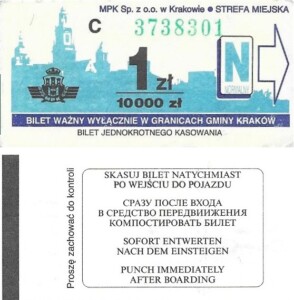 MPK Sp. z o.o. w Krakowie ● STREFA MIEJSKA
C 3738301
1 zł
10 000 zł
N
BILET WAŻNY WYŁĄCZNIE W GRANICACH GMINY KRAKÓW
BILET JEDNOKROTNEGO KASOWANIA
Proszę zachować do kontroli
SKASUJ BILET NATYCHMIAST
PO WEJŚCIU DO POJAZDU
СРАЗУ ПОСЛЕ ВХОДА
В СРЕДСТВО ПЕРЕДВИЖЕНИЯ
КОМПОСТИРОВАТЬ БИЛЕТ
SOFORT ENTWERTEN
NACH DEM EINSTEIGEN
PUNCH IMMEDIATELY
AFTER BOARDING